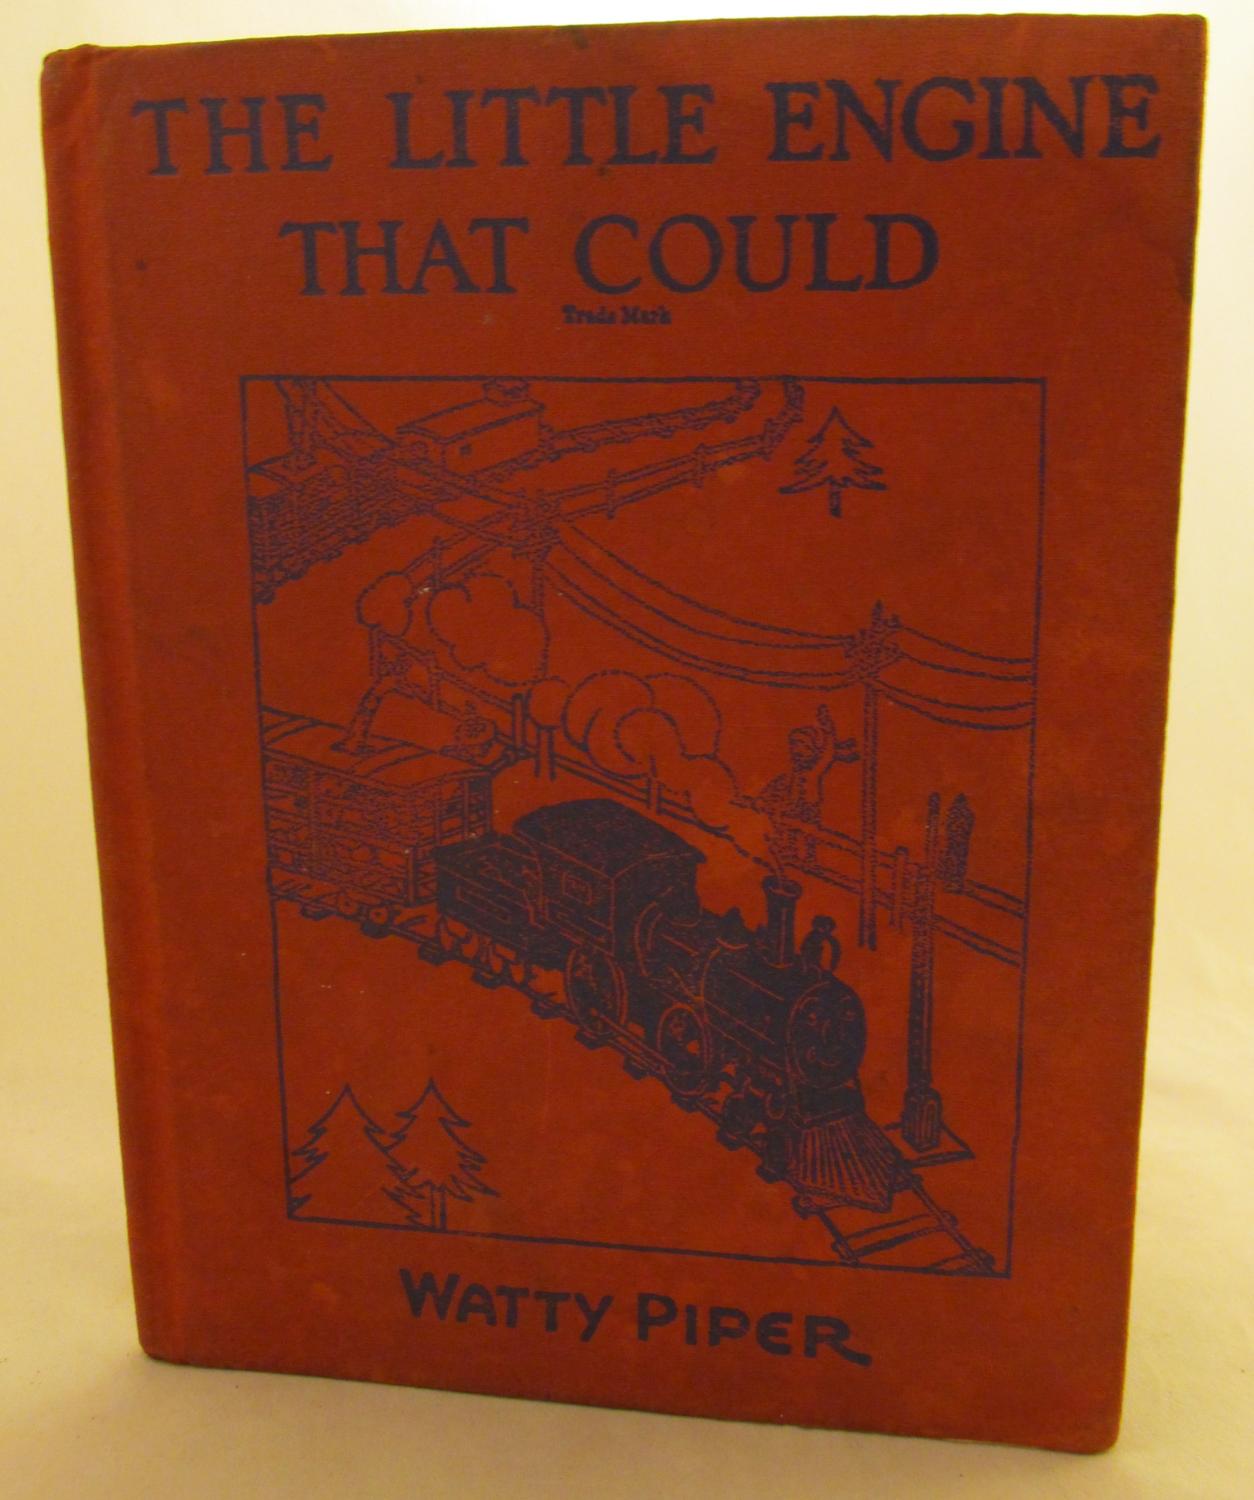 THE LITTLE ENGINE
THAT COULD
Trade Mark
WATTY PIPER